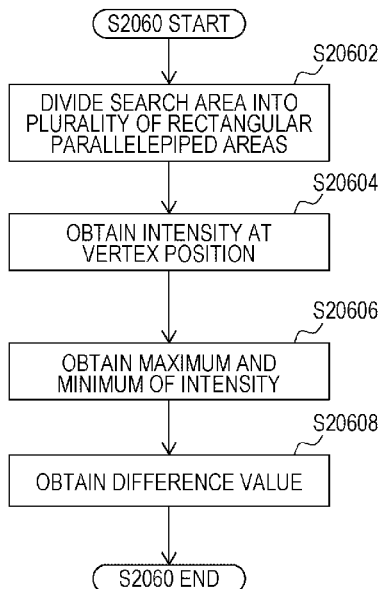 S2060 START
S20602
DIVIDE SEARCH AREA INTO
PLURALITY OF RECTANGULAR
PARALLELEPIPED AREAS
S20604
OBTAIN INTENSITY AT
VERTEX POSITION
S20606
OBTAIN MAXIMUM AND
MINIMUM OF INTENSITY
S20608
OBTAIN DIFFERENCE VALUE
S2060 END